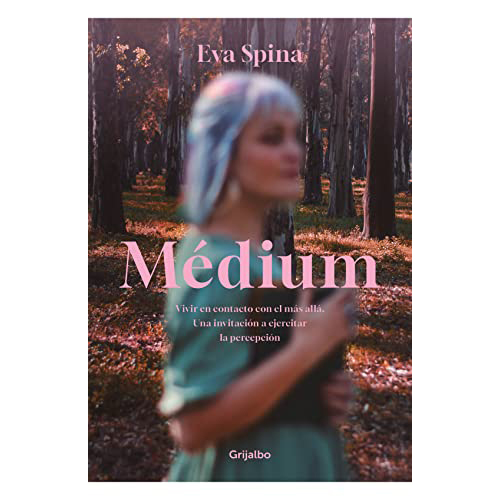 Eva Spina
Médium
Vivir en contacto con el más allá.
Una invitación a ejercitar
la percepción
Grijalbo